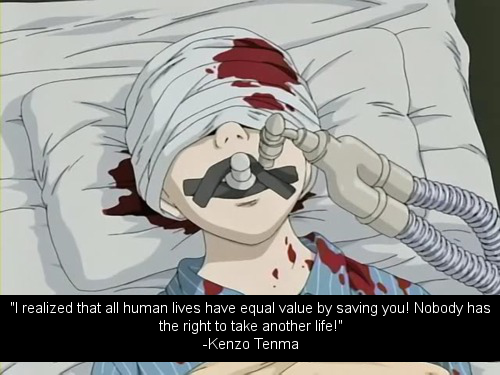 "I realized that all human lives have equal value by saving you! Nobody has
the right to take another life!"
-Kenzo Tenma